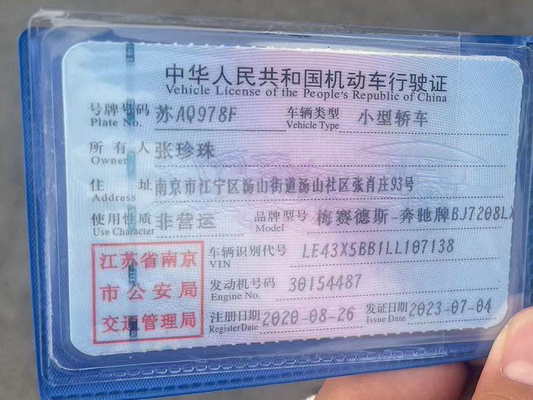 中华人民共和国机动车行驶证
Vehicle License of the People's Republic of China
号牌号码 苏AQ978F 车辆类型 小型轿车
Plate No. Vehicle Type
所有人 张珍珠
Owner
住址 南京市江宁区汤山街道汤山社区张肖庄93号
Address
使用性质 非营运 品牌型号 梅赛德斯-奔驰牌BJ7208L
Use Character Model
江苏省南京
市公安局
交通管理局
车辆识别代号 LE43X5BB1LL107138
VIN
发动机号码 30154487
Engine No.
注册日期 2020-08-26 发证日期 2023-07-04
Register Date Issue Date